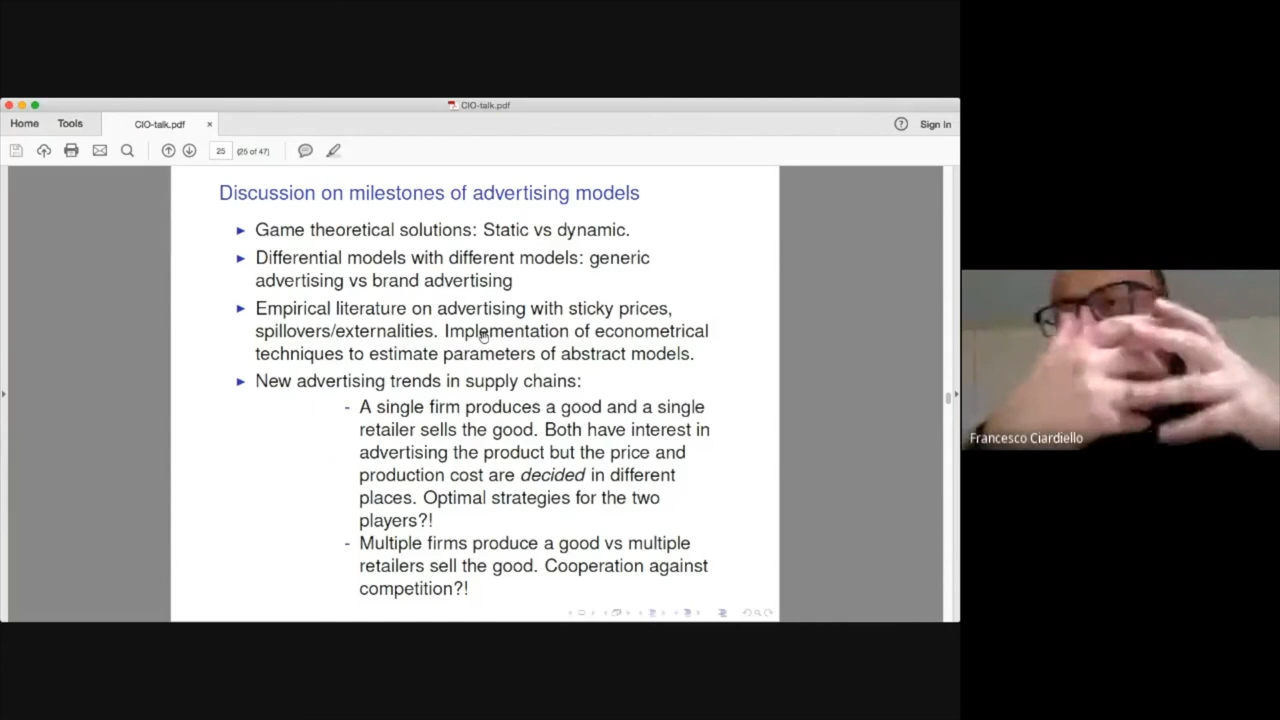 CIO-talk.pdf
Home Tools CIO-talk.pdf × ? Sign In
25 (25 of 47)
Discussion on milestones of advertising models
Game theoretical solutions: Static vs dynamic.
Differential models with different models: generic
advertising vs brand advertising
Empirical literature on advertising with sticky prices,
spillovers/externalities. Implementation of econometrical
techniques to estimate parameters of abstract models.
New advertising trends in supply chains:
- A single firm produces a good and a single
retailer sells the good. Both have interest in
advertising the product but the price and
production cost are decided in different
places. Optimal strategies for the two
players?!
- Multiple firms produce a good vs multiple
retailers sell the good. Cooperation against
competition?!
Francesco Ciardiello